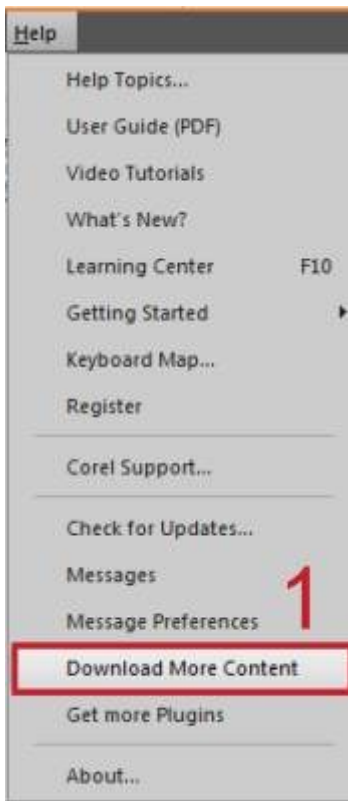 Help
Help Topics...
User Guide (PDF)
Video Tutorials
What's New?
Learning Center F10
Getting Started
Keyboard Map...
Register
Corel Support...
Check for Updates...
Messages
1
Message Preferences
Download More Content
Get more Plugins
About...